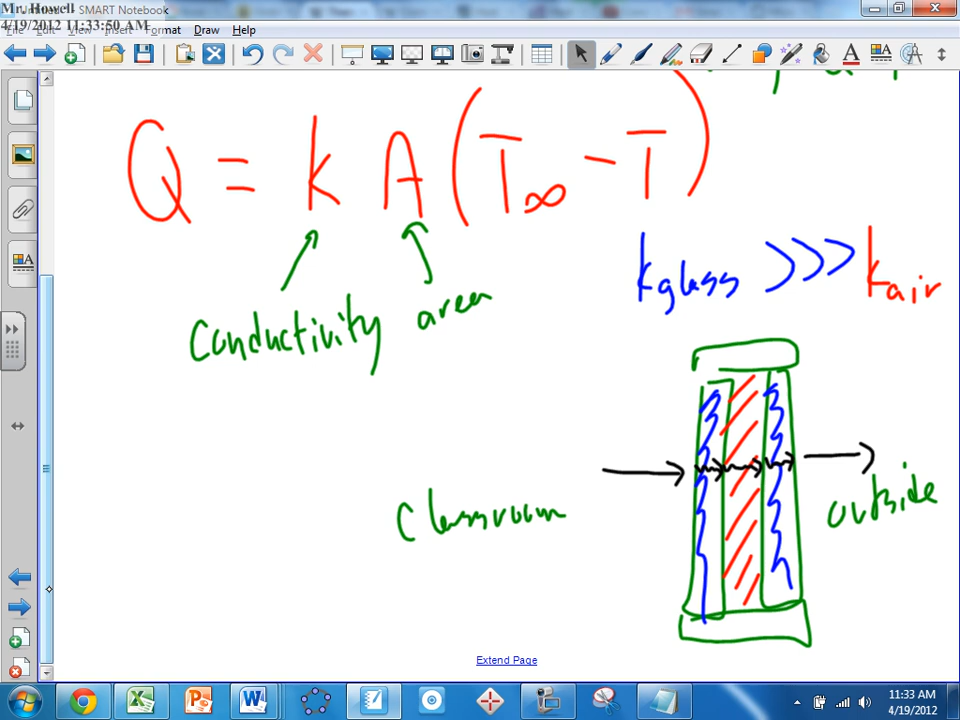 Mr. Howell
SMART Notebook
4/19/2012 11:33:50 AM
File Edit View Insert Format Draw Help
Q = k A (T∞ - T)
kglass >>> kair
Conductivity area
Classroom
outside
Extend Page
11:33 AM
4/19/2012